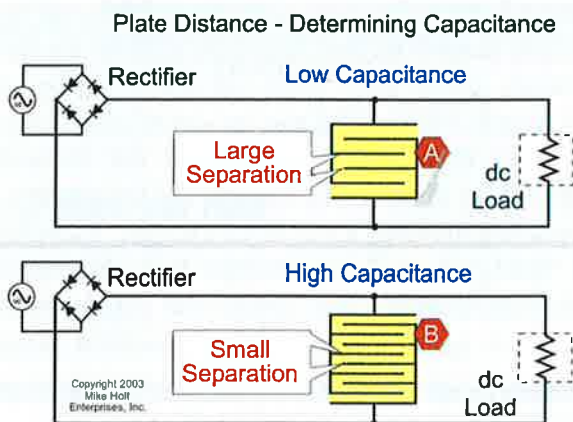 Plate Distance - Determining Capacitance
Rectifier
Low Capacitance
Large
Separation
A
dc
Load
Rectifier
High Capacitance
Small
Separation
B
dc
Load
Copyright 2003
Mike Holt
Enterprises, Inc.